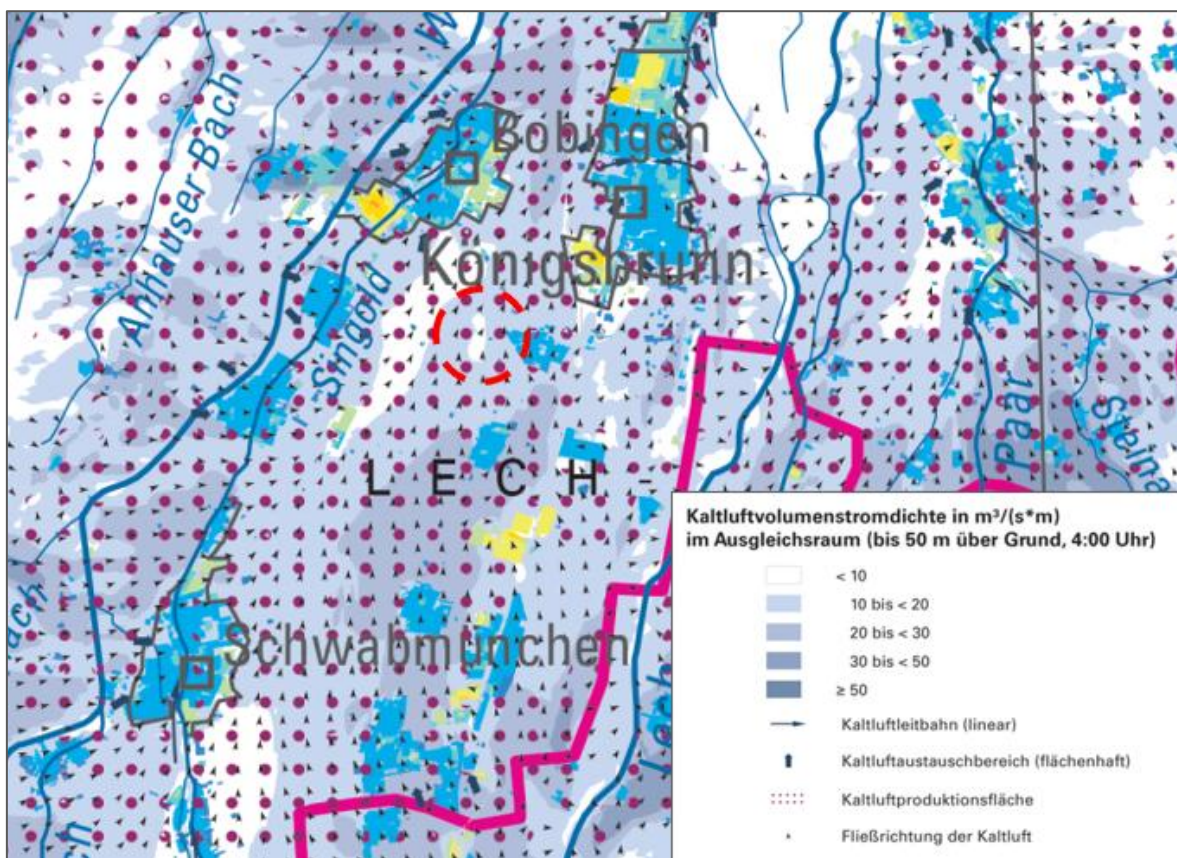 Bobingen
Anhauser Bach
Königsbrunn
Singold
LECH-
Paar
Schwabmünchen
Lech
Kaltluftvolumenstromdichte in m³/(s*m)
im Ausgleichsraum (bis 50 m über Grund, 4:00 Uhr)
< 10
10 bis < 20
20 bis < 30
30 bis < 50
≥ 50
Kaltluftleitbahn (linear)
Kaltluftaustauschbereich (flächenhaft)
Kaltluftproduktionsfläche
Fließrichtung der Kaltluft